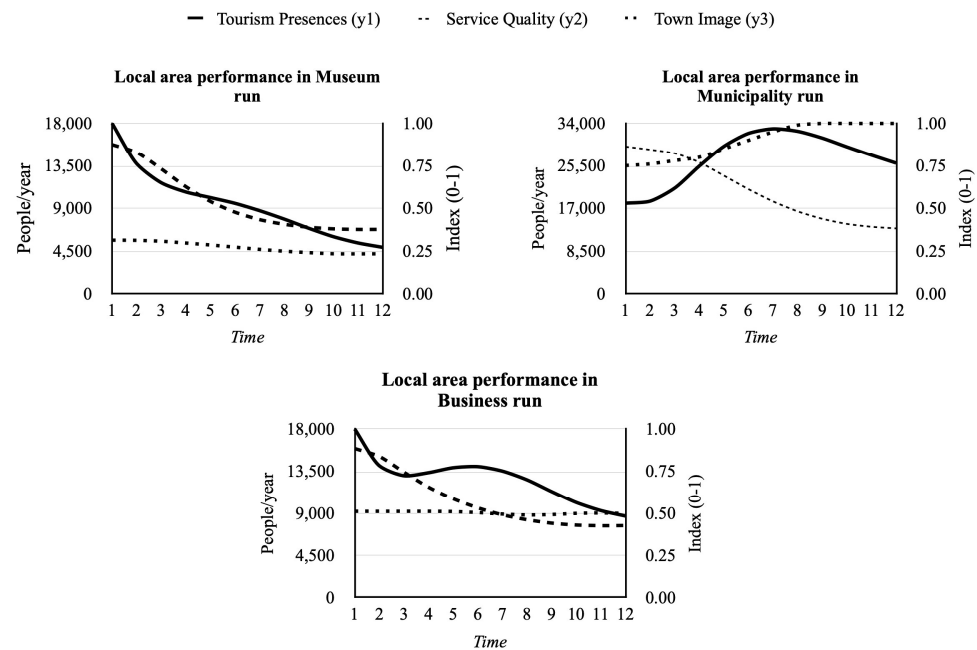 Tourism Presences (y1) Service Quality (y2) Town Image (y3)
Local area performance in Museum
run
18,000
13,500
9,000
4,500
0
People/year
1.00
0.75
0.50
0.25
0.00
Index (0-1)
1 2 3 4 5 6 7 8 9 10 11 12
Time
Local area performance in
Municipality run
34,000
25,500
17,000
8,500
0
People/year
1.00
0.75
0.50
0.25
0.00
Index (0-1)
1 2 3 4 5 6 7 8 9 10 11 12
Time
Local area performance in
Business run
18,000
13,500
9,000
4,500
0
People/year
1.00
0.75
0.50
0.25
0.00
Index (0-1)
1 2 3 4 5 6 7 8 9 10 11 12
Time